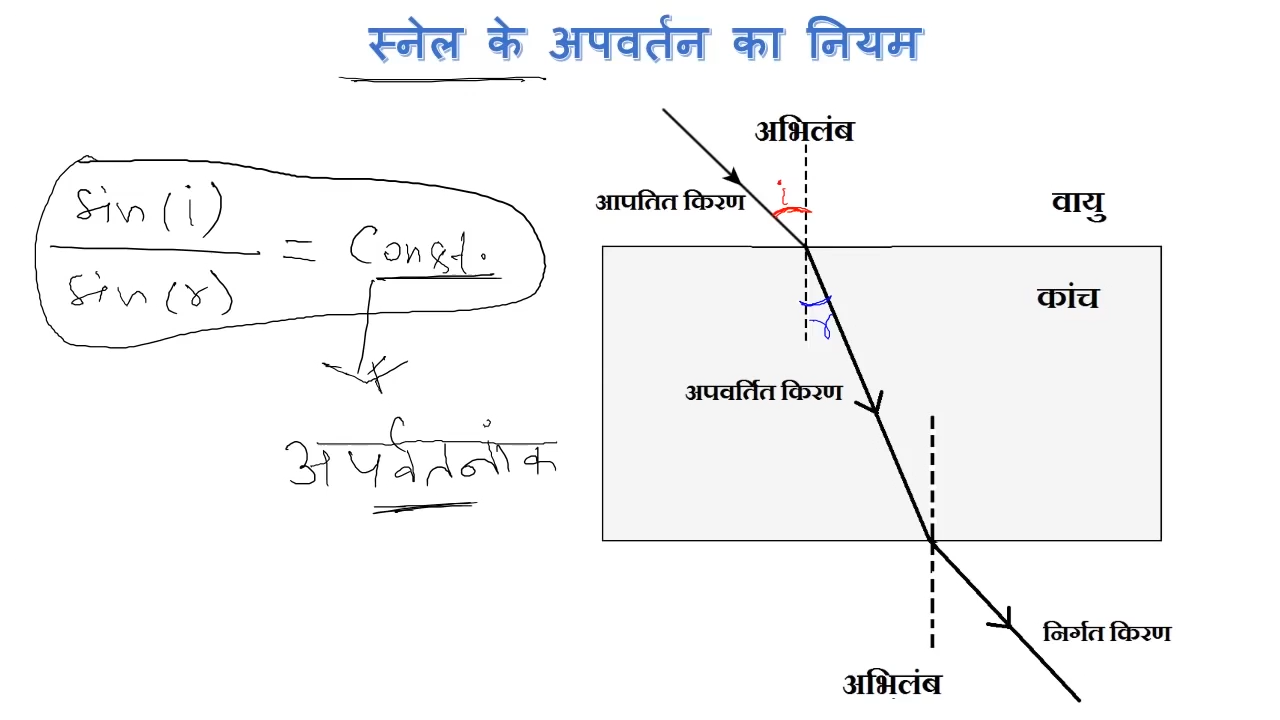 स्नेल के अपवर्तन का नियम
sin(i)
sin(r)
= Const.
अपवर्तनांक
अभिलंब
i
आपतित किरण
वायु
कांच
r
अपवर्तित किरण
निर्गत किरण
अभिलंब